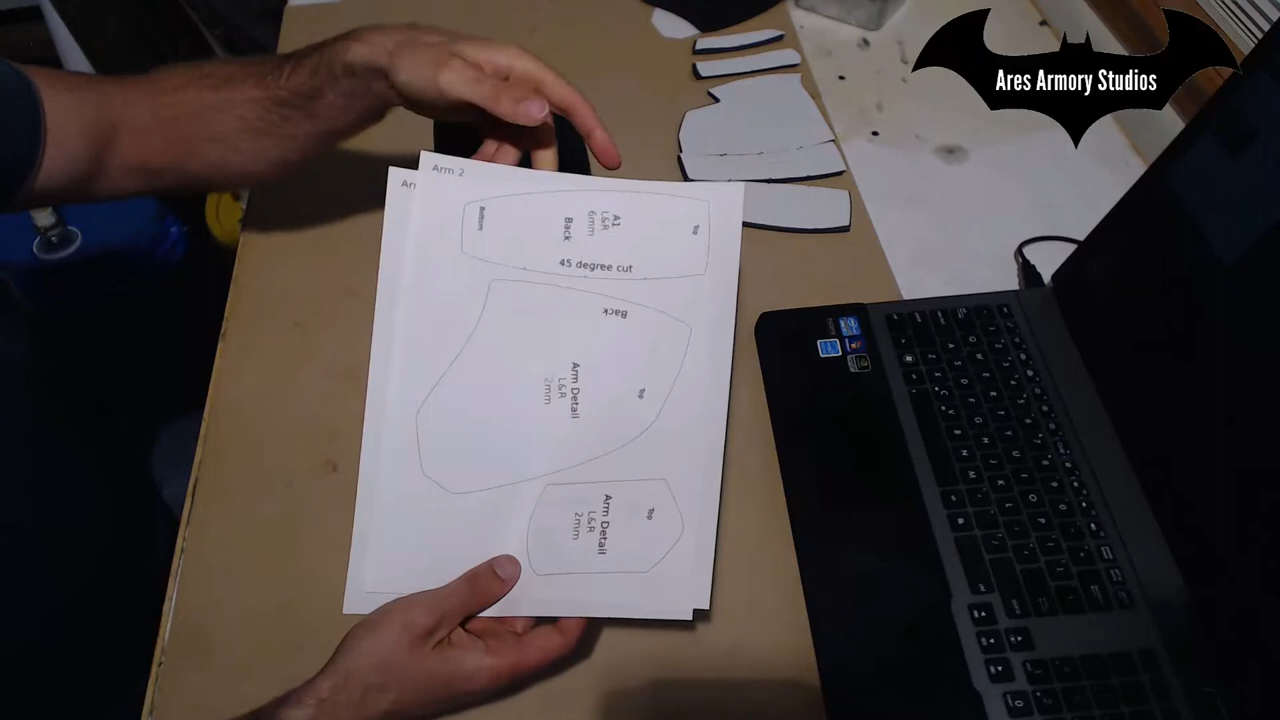 Ares Armory Studios
Arm 2
Ar
Bottom
A1
L&R
6mm
Back
Top
45 degree cut
Back
Top
Arm Detail
L&R
2mm
Top
Arm Detail
L&R
2mm